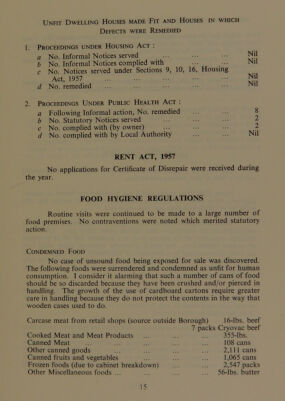 Unfit Dwelling Houses made Fit and Houses in which
Defects were Remedied
1. Proceedings under Housing Act :
a No. Informal Notices served ... ... ... Nil
b No. Informal Notices complied with ... ... Nil
c No. Notices served under Sections 9, 10, 16, Housing
Act, 1957 ... ... ... ... ... Nil
d No. remedied ... ... ... ... Nil
2. Proceedings Under Public Health Act :
a Following Informal action, No. remedied ... ... 8
b No. Statutory Notices served ... ... ... 2
c No. complied with (by owner) ... ... ... 2
d No. complied with by Local Authority ... ... Nil
RENT ACT, 1957
No applications for Certificate of Disrepair were received during
the year.
FOOD HYGIENE REGULATIONS
Routine visits were continued to be made to a large number of
food premises. No contraventions were noted which merited statutory
action.
Condemned Food
No case of unsound food being exposed for sale was discovered.
The following foods were surrendered and condemned as unfit for human
consumption. I consider it alarming that such a number of cans of food
should be so discarded because they have been crushed and/or pierced in
handling. The growth of the use of cardboard cartons require greater
care in handling because they do not protect the contents in the way that
wooden cases used to do.
Carcase meat from retail shops (source outside Borough) 16-lbs. beef
7 packs Cryovac beef
Cooked Meat and Meat Products ... ... ... 355-lbs.
Canned Meat ... ... ... ... 108 cans
Other canned goods ... ... ... ... 2,111 cans
Canned fruits and vegetables ... ... ... 1,065 cans
Frozen foods (due to cabinet breakdown) ... ... 2,547 packs
Other Miscellaneous foods ... ... ... ... 56-lbs. butter
15